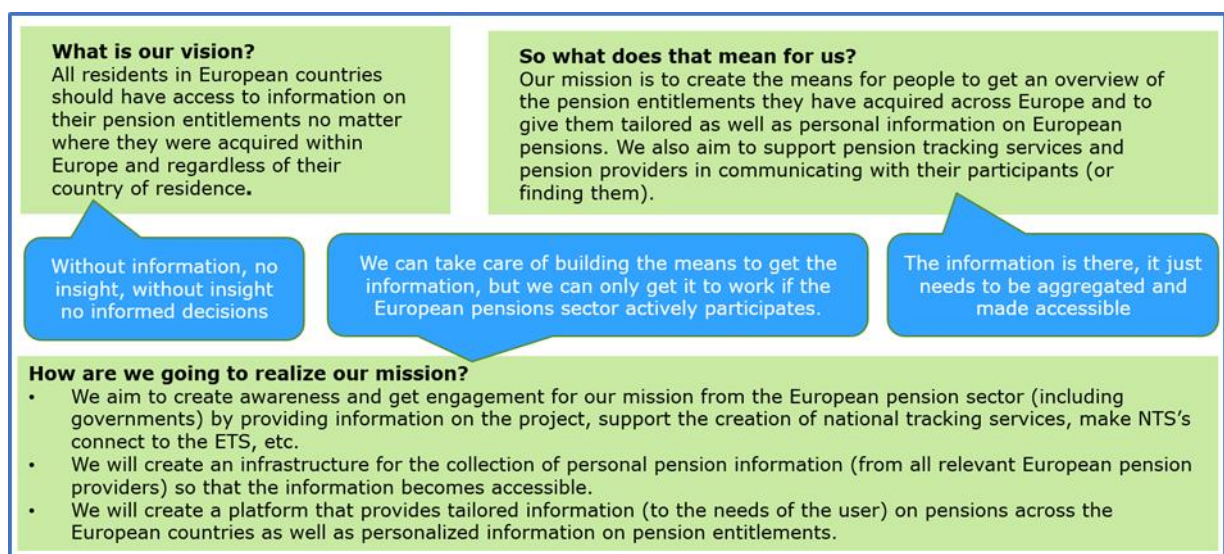 What is our vision?
All residents in European countries
should have access to information on
their pension entitlements no matter
where they were acquired within
Europe and regardless of their
country of residence.
So what does that mean for us?
Our mission is to create the means for people to get an overview of
the pension entitlements they have acquired across Europe and to
give them tailored as well as personal information on European
pensions. We also aim to support pension tracking services and
pension providers in communicating with their participants (or
finding them).
Without information, no
insight, without insight
no informed decisions
We can take care of building the means to get the
information, but we can only get it to work if the
European pensions sector actively participates.
The information is there, it just
needs to be aggregated and
made accessible
How are we going to realize our mission?
• We aim to create awareness and get engagement for our mission from the European pension sector (including
governments) by providing information on the project, support the creation of national tracking services, make NTS's
connect to the ETS, etc.
• We will create an infrastructure for the collection of personal pension information (from all relevant European pension
providers) so that the information becomes accessible.
• We will create a platform that provides tailored information (to the needs of the user) on pensions across the
European countries as well as personalized information on pension entitlements.